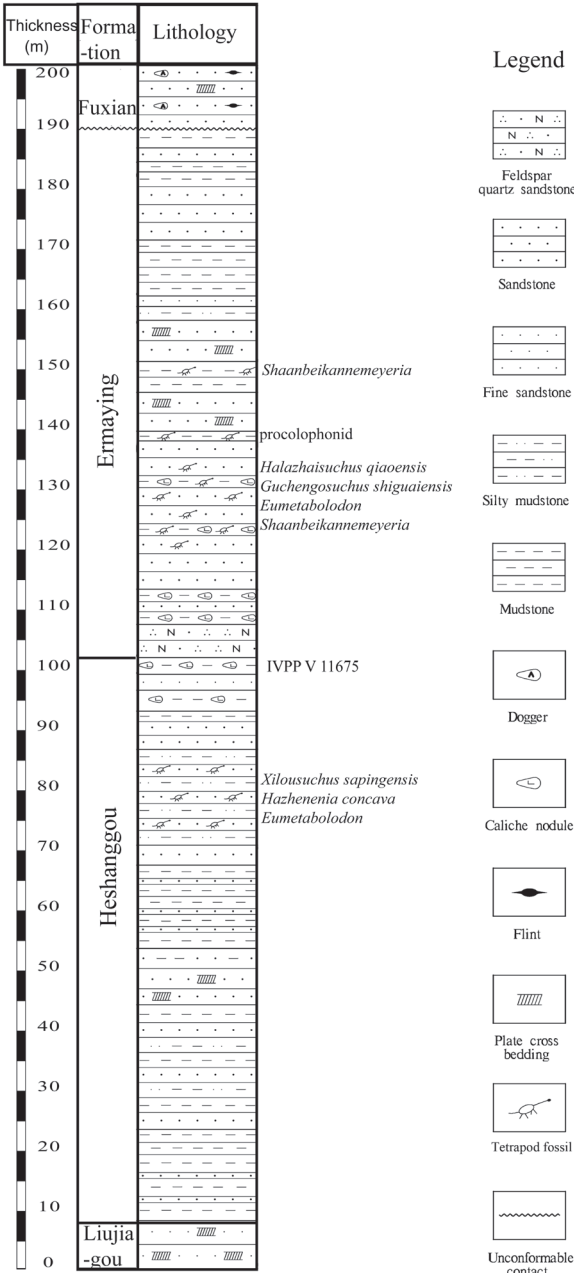 Thickness
(m)
Forma
-tion
Lithology
200
190
180
170
160
150
140
130
120
110
100
90
80
70
60
50
40
30
20
10
0
Fuxian
Ermaying
Heshanggou
Liujia
-gou
Shaanbeikannemeyeria
procolophonid
Halazhaisuchus qiaoensis
Guchengosuchus shiguaiensis
Eumetabolodon
Shaanbeikannemeyeria
IVPP V 11675
Xilousuchus sapingensis
Hazhenenia concava
Eumetabolodon
Legend
N
N
N
Feldspar
quartz sandstone
Sandstone
Fine sandstone
Silty mudstone
Mudstone
Dogger
Caliche nodule
Flint
Plate cross
bedding
Tetrapod fossil
Unconformable
contact
N N
N N